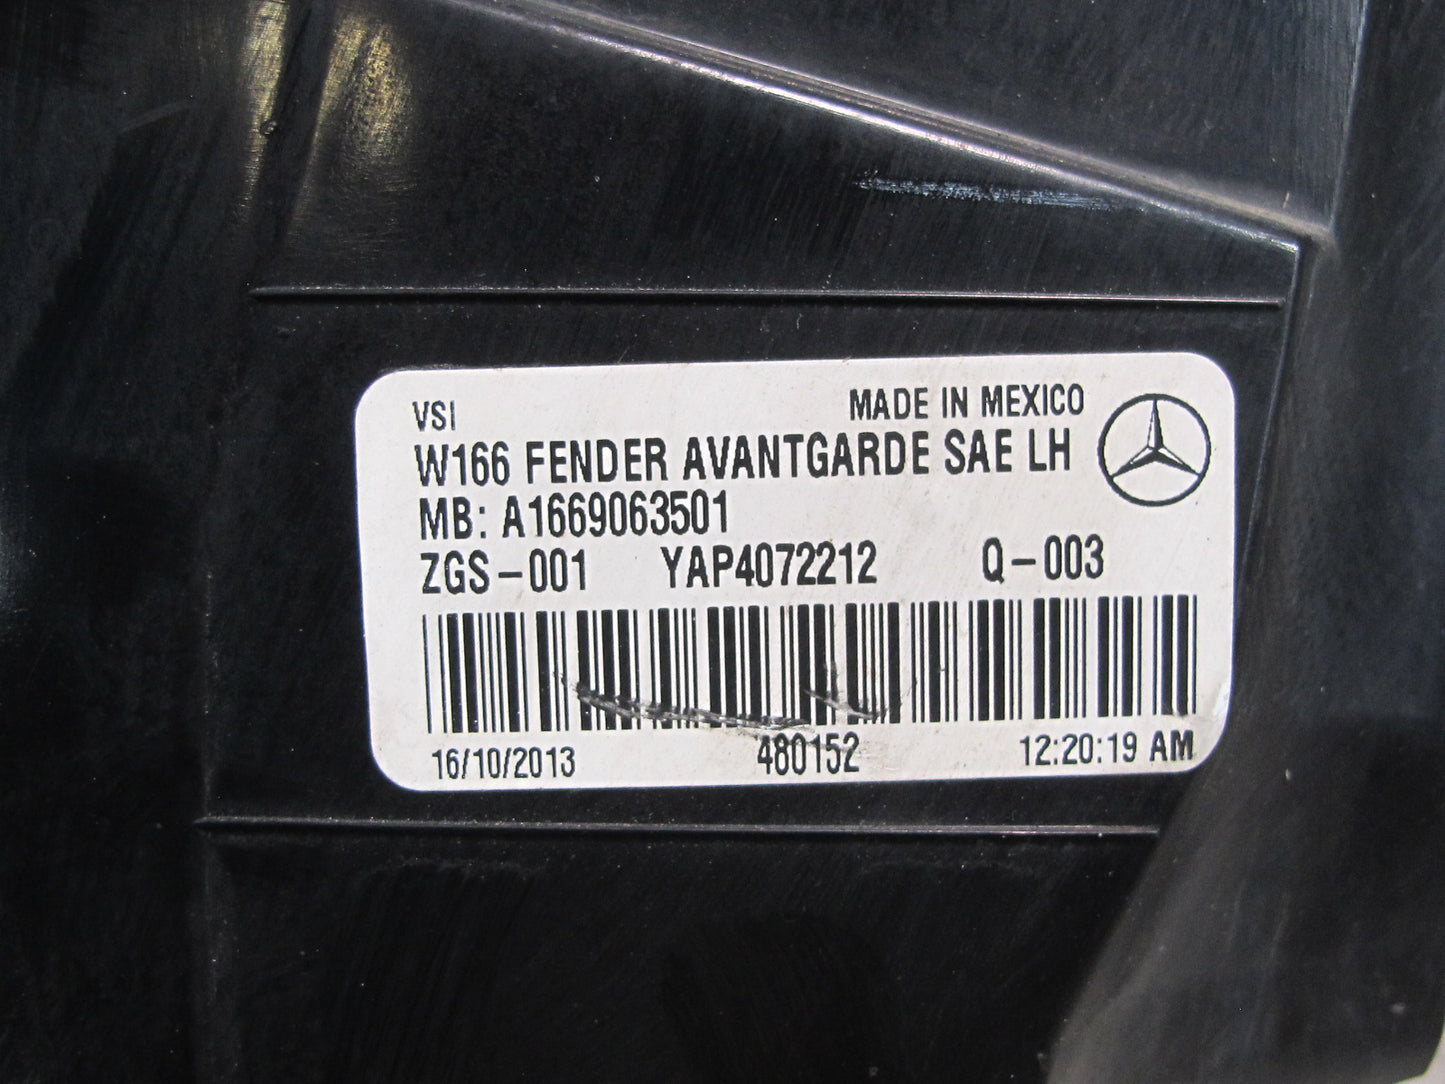 VSI MADE IN MEXICO
W166 FENDER AVANTGARDE SAE LH
MB: A1669063501
ZGS-001 YAP4072212 Q-003
16/10/2013 480152 12:20:19 AM